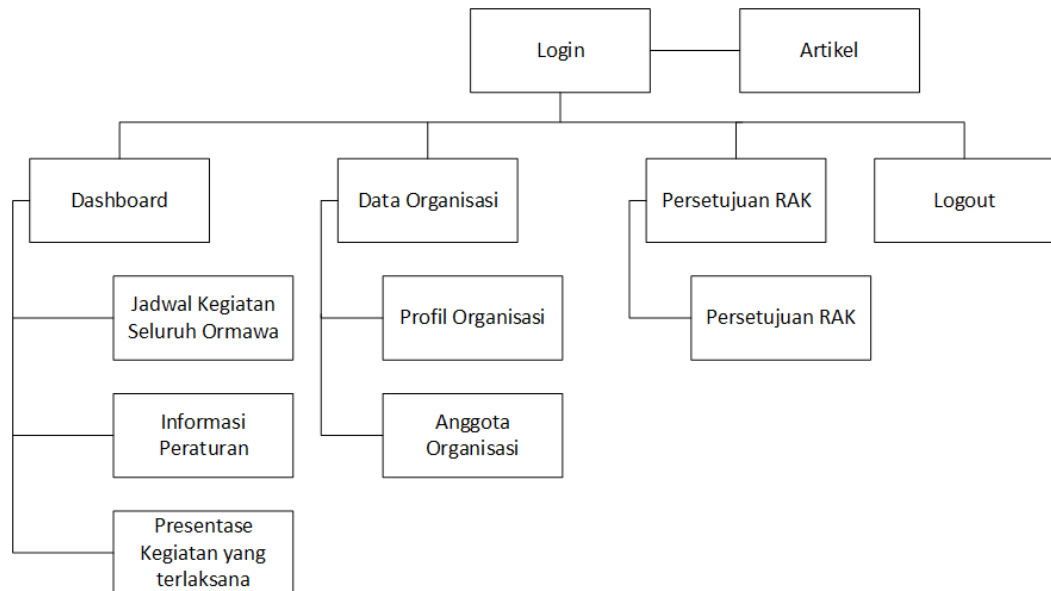 Login
Artikel
Dashboard
Data Organisasi
Persetujuan RAK
Logout
Jadwal Kegiatan
Seluruh Ormawa
Profil Organisasi
Persetujuan RAK
Informasi
Peraturan
Anggota
Organisasi
Presentase
Kegiatan yang
terlaksana